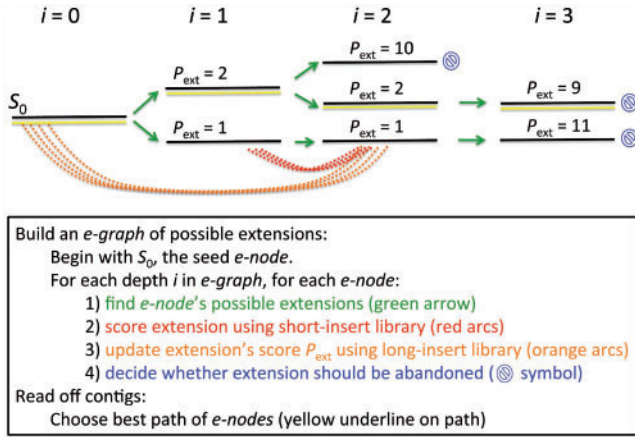 i = 0 i = 1 i = 2 i = 3
P_ext = 10
P_ext = 2 P_ext = 2 P_ext = 9
S_0
P_ext = 1 P_ext = 1 P_ext = 11
Build an e-graph of possible extensions:
Begin with S_0, the seed e-node.
For each depth i in e-graph, for each e-node:
1) find e-node's possible extensions (green arrow)
2) score extension using short-insert library (red arcs)
3) update extension's score P_ext using long-insert library (orange arcs)
4) decide whether extension should be abandoned ( symbol)
Read off contigs:
Choose best path of e-nodes (yellow underline on path)